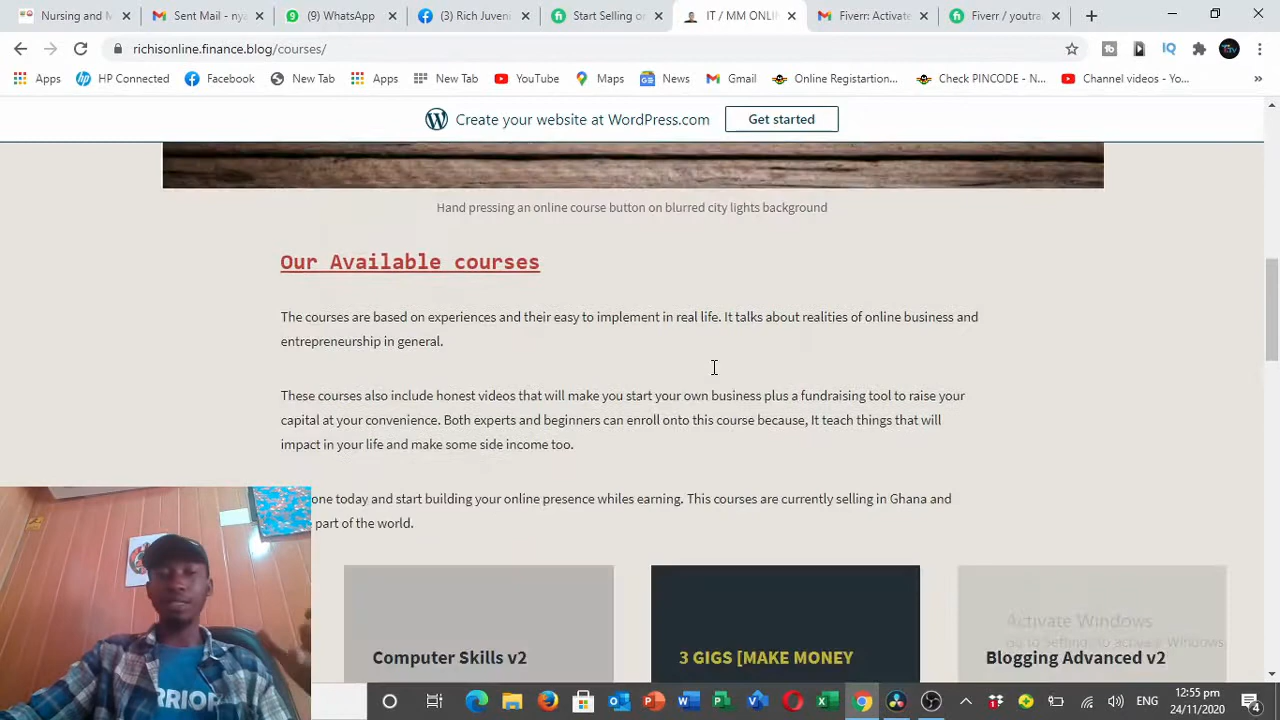 Nursing and M
Sent Mail - nya
(9) WhatsApp
(3) Rich Juven
Start Selling o
IT / MM ONLI
Fiverr: Activate
Fiverr / youtra
richisonline.finance.blog/courses/
IQ
Apps
HP Connected
Facebook
New Tab
Apps
New Tab
YouTube
Maps
News
Gmail
Online Registartion...
Check PINCODE - N...
Channel videos - Yo...
Create your website at WordPress.com
Get started
Hand pressing an online course button on blurred city lights background
Our Available courses
The courses are based on experiences and their easy to implement in real life. It talks about realities of online business and
entrepreneurship in general.
These courses also include honest videos that will make you start your own business plus a fundraising tool to raise your
capital at your convenience. Both experts and beginners can enroll onto this course because, It teach things that will
impact in your life and make some side income too.
one today and start building your online presence whiles earning. This courses are currently selling in Ghana and
part of the world.
Computer Skills v2
3 GIGS [MAKE MONEY
Blogging Advanced v2
Activate Windows
Go to Settings to activate Windows
ENG
12:55 pm
24/11/2020